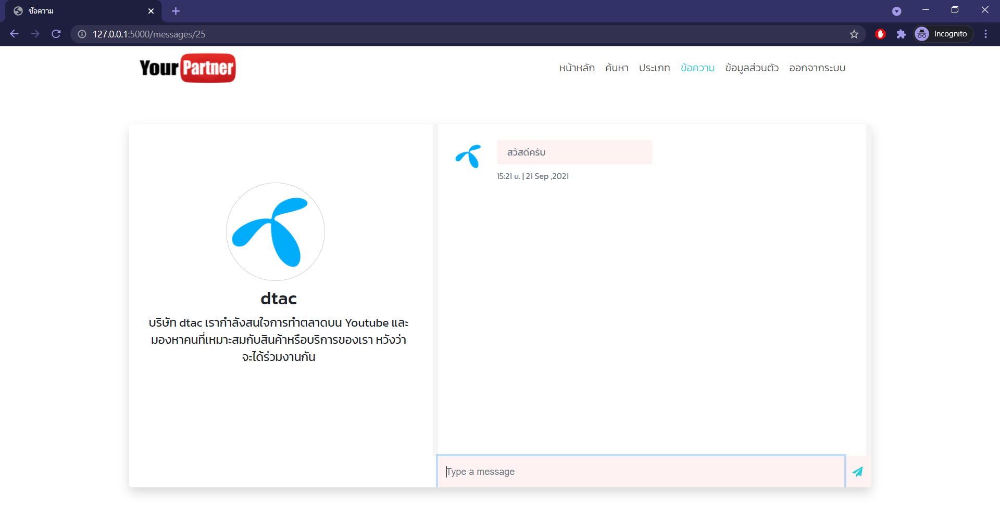 ข้อความ
127.0.0.1:5000/messages/25
Incognito
Your Partner
หน้าหลัก ค้นหา ประเภท ข้อความ ข้อมูลส่วนตัว ออกจากระบบ
dtac
บริษัท dtac เรากำลังสนใจการทำตลาดบน Youtube และ
มองหาคนที่เหมาะสมกับสินค้าหรือบริการของเรา หวังว่า
จะได้ร่วมงานกัน
สวัสดีครับ
15:21 น. | 21 Sep ,2021
Type a message